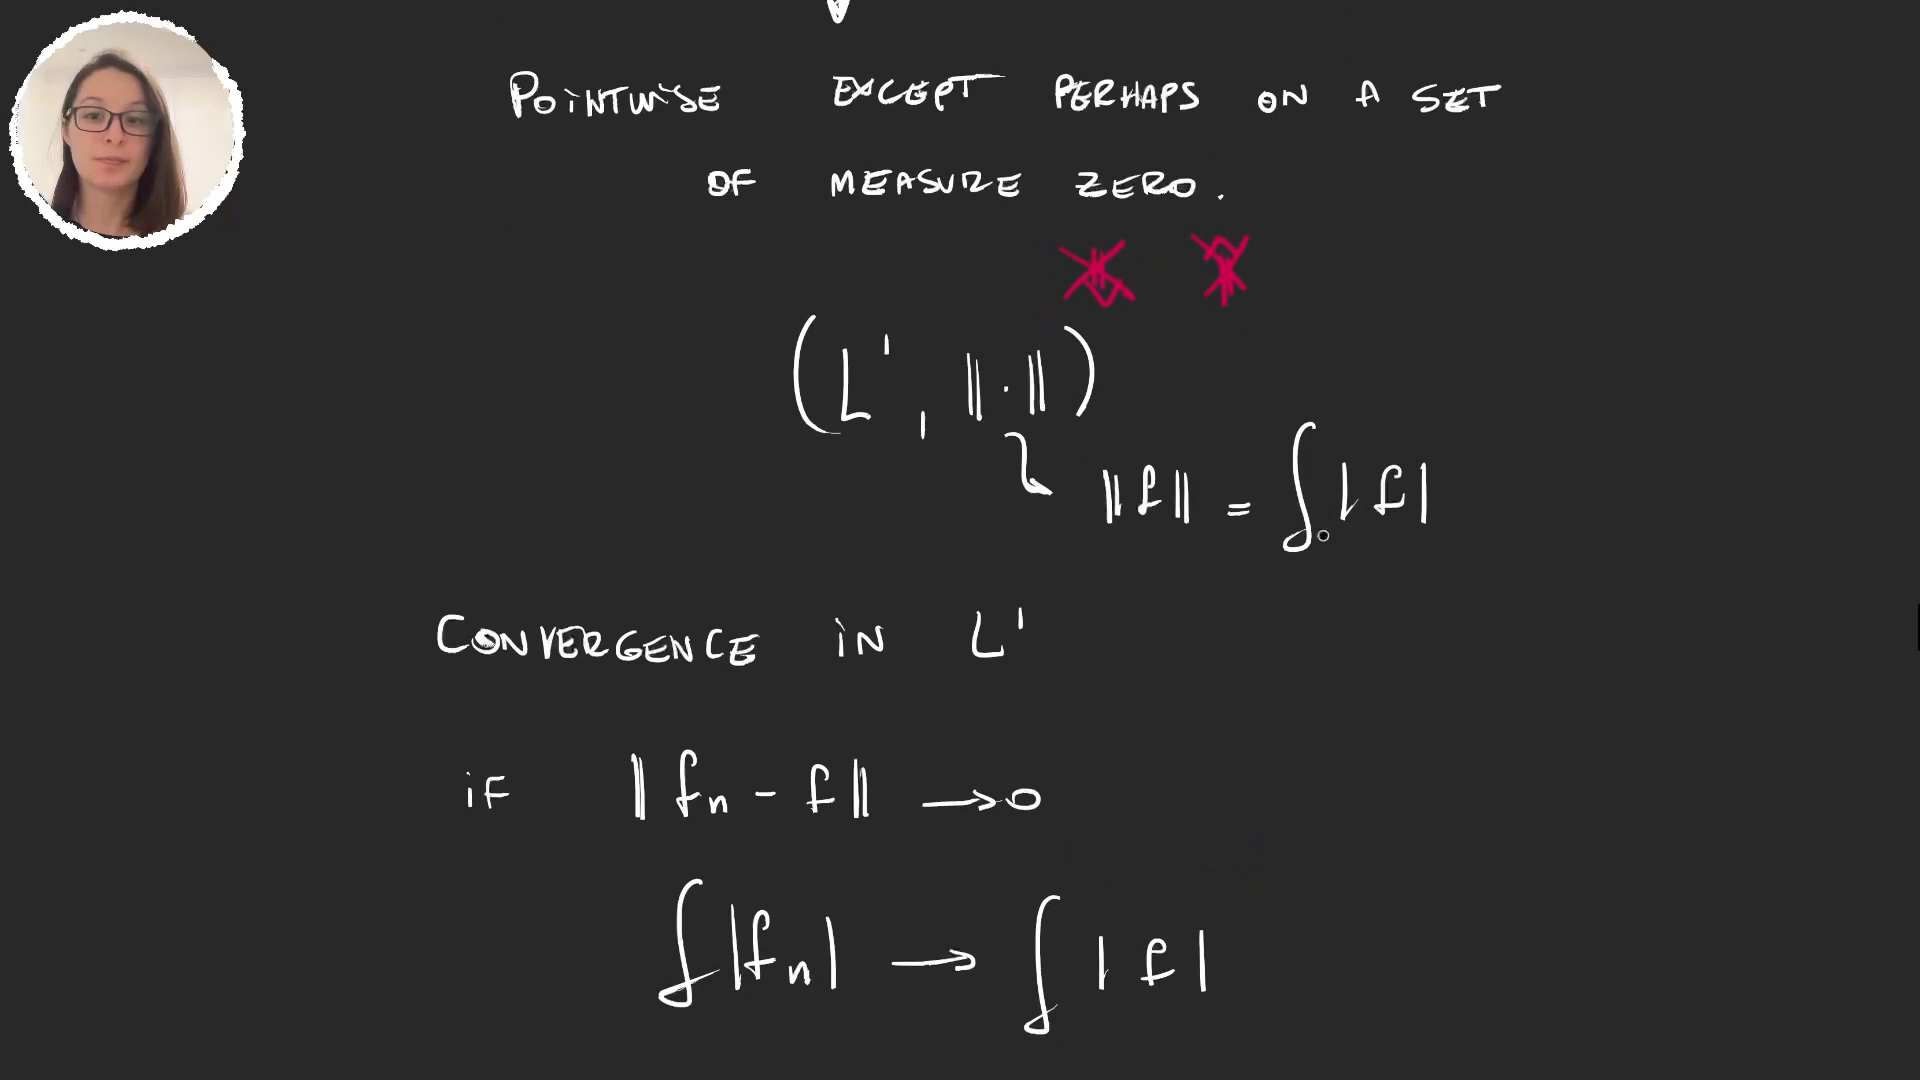 POINTWISE EXCEPT PERHAPS ON A SET
OF MEASURE ZERO.
(L¹, ||·||)
||f|| = ∫|f|
CONVERGENCE IN L¹
if ||fn - f|| → 0
∫|fn| → ∫|f|